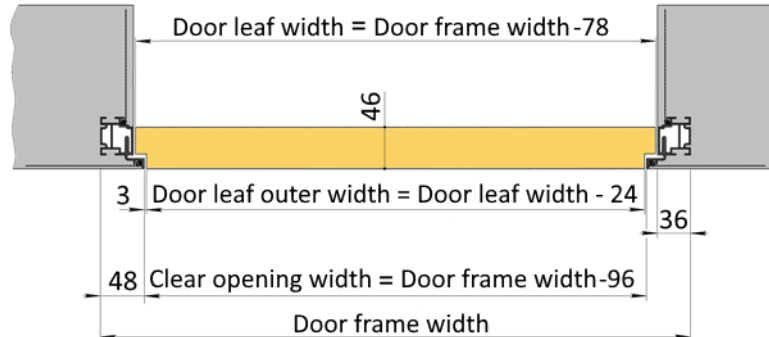 Door leaf width = Door frame width-78
46
3 Door leaf outer width = Door leaf width - 24
36
48 Clear opening width = Door frame width-96
Door frame width